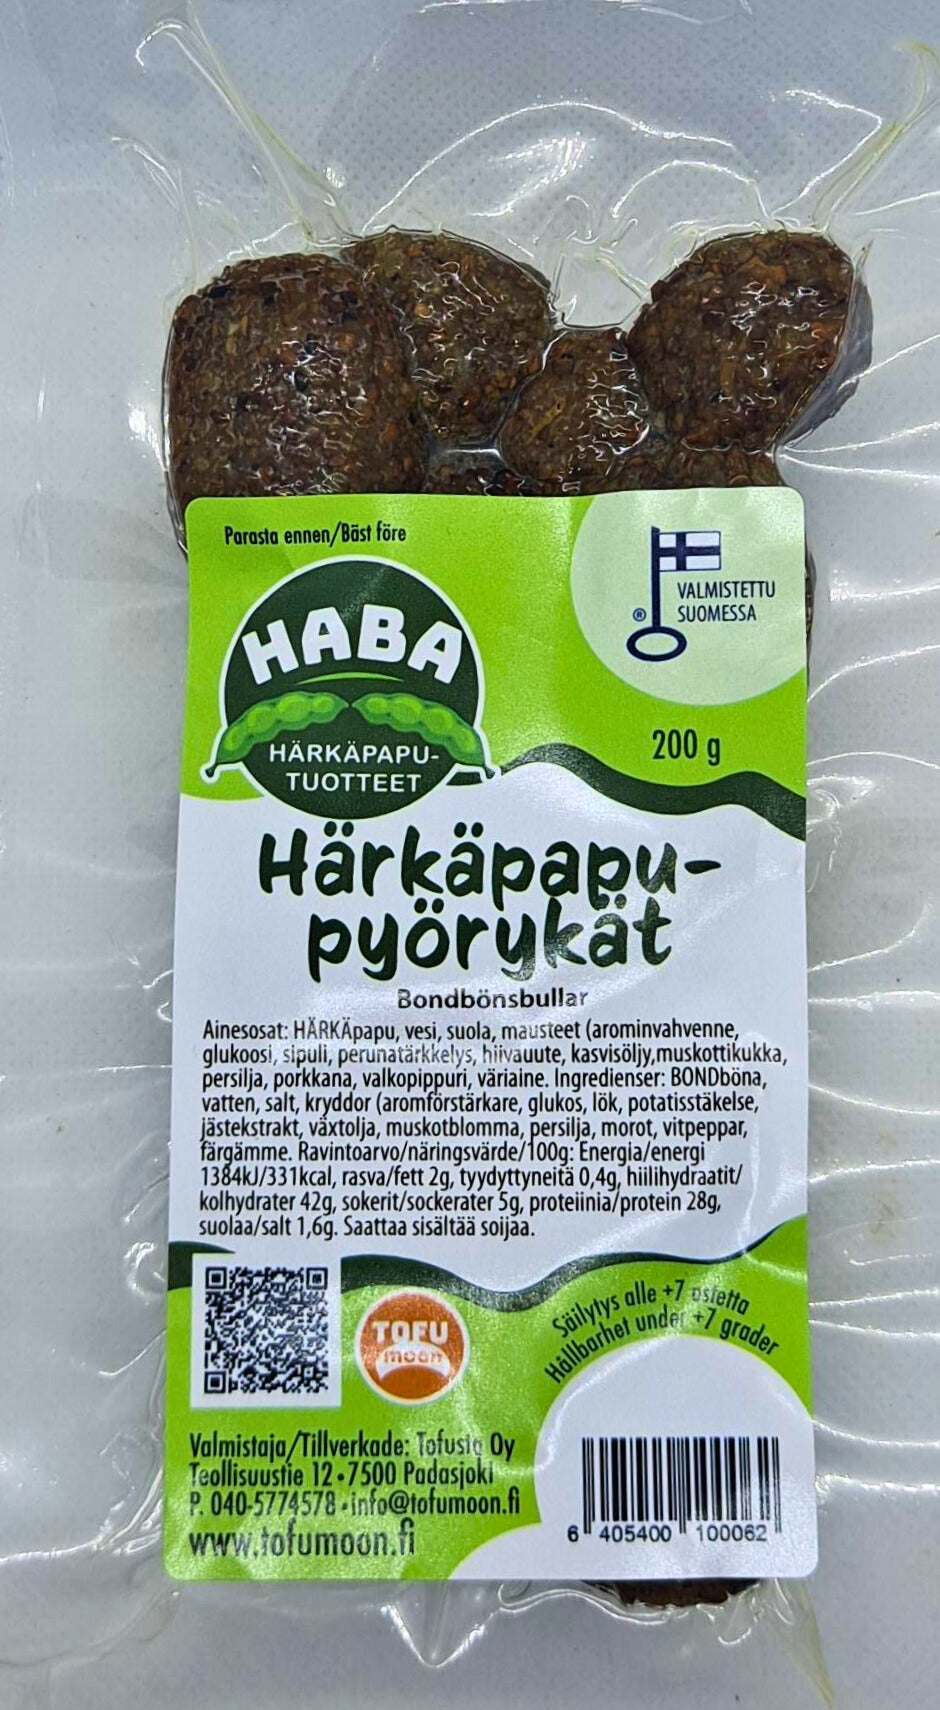 Parasta ennen/Bäst före
VALMISTETTU
SUOMESSA
®
HABA
HÄRKÄPAPU-
TUOTTEET
200 g
Härkäpapu-
pyörykät
Bondbönsbullar
Ainesosat: HÄRKÄpapu, vesi, suola, mausteet (arominvahvenne,
glukoosi, sipuli, perunatärkkelys, hiivauute, kasvisöljy,muskottikukka,
persilja, porkkana, valkopippuri, väriaine. Ingredienser: BONDböna,
vatten, salt, kryddor (aromförstärkare, glukos, lök, potatisstäkelse,
jästekstrakt, växtolja, muskotblomma, persilja, morot, vitpeppar,
färgämme. Ravintoarvo/näringsvärde/100g: Energia/energi
1384kJ/331kcal, rasva/fett 2g, tyydyttyneitä 0,4g, hiilihydraatit/
kolhydrater 42g, sokerit/sockerater 5g, proteiinia/protein 28g,
suolaa/salt 1,6g. Saattaa sisältää soijaa.
TOFU
moon
Säilytys alle +7 astetta
Hållbarhet under +7 grader
Valmistaja/Tillverkade: Tofusta Oy
Teollisuustie 12 • 7500 Padasjoki
P. 040-5774578 • info@tofumoon.fi
www.tofumoon.fi
6 405400 100062